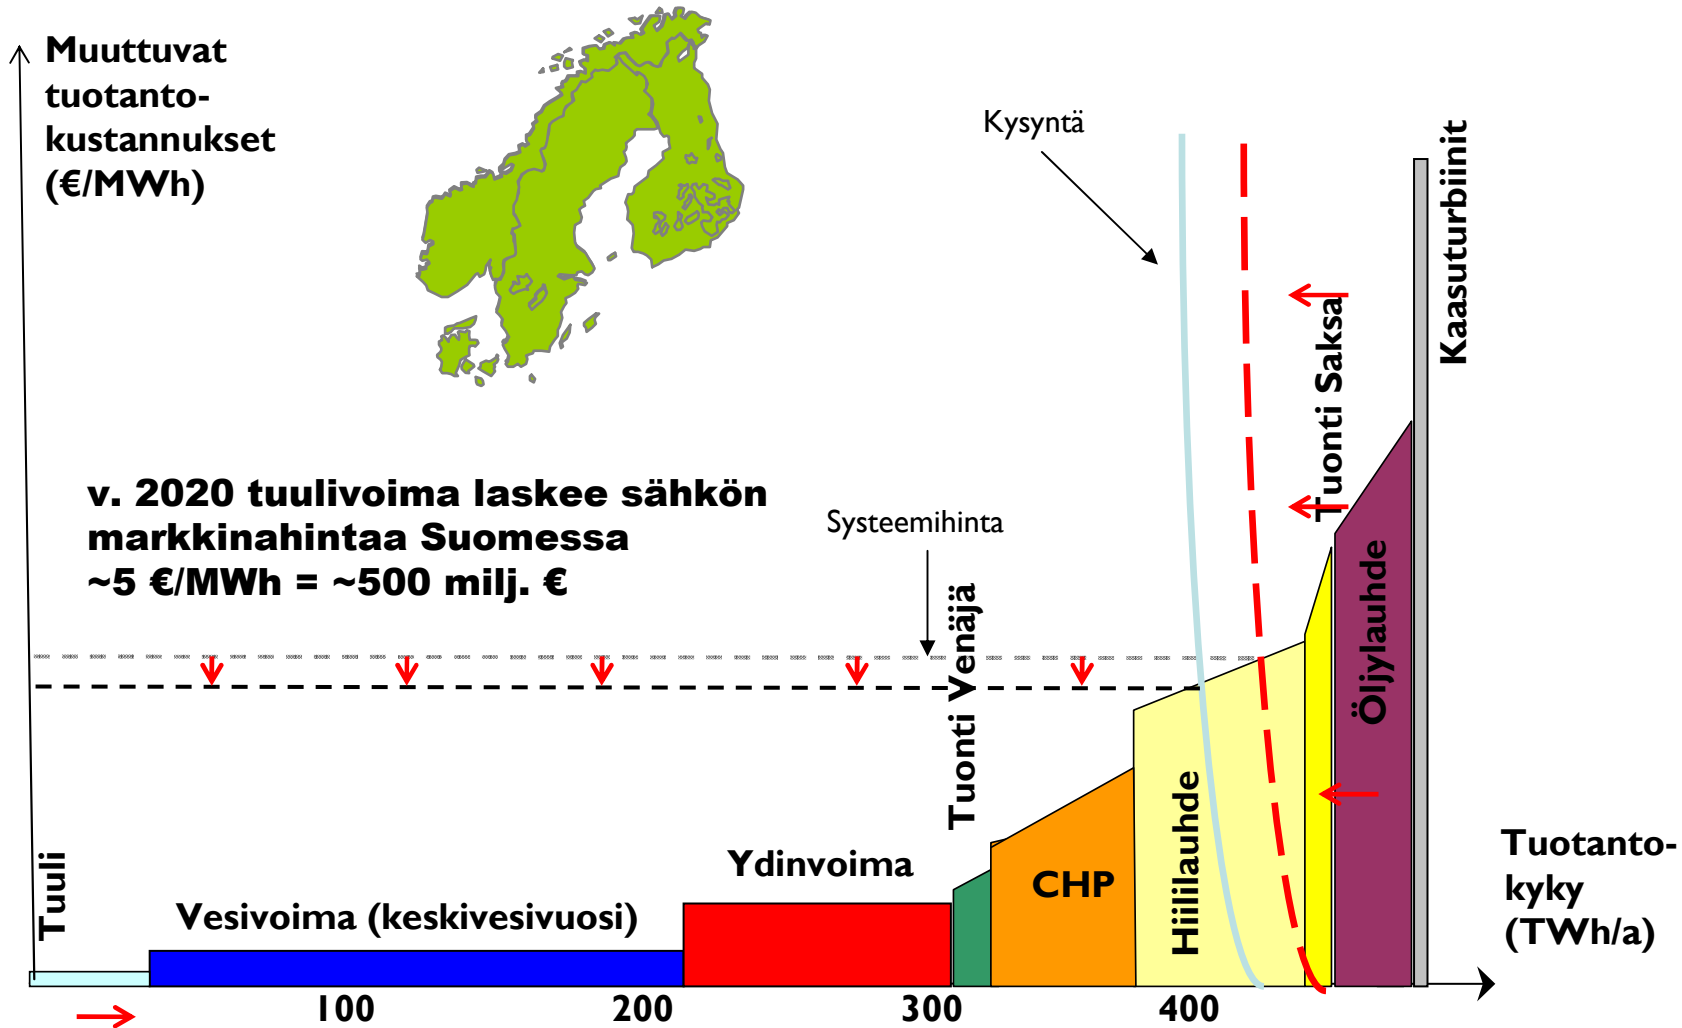 Muuttuvat
tuotanto-
kustannukset
(€/MWh)
Kysyntä
Kaasuturbiinit
Tuonti Saksa
v. 2020 tuulivoima laskee sähkön
markkinahintaa Suomessa
~5 €/MWh = ~500 milj. €
Systeemihinta
Tuonti Venäjä
Öljylauhde
Hiililauhde
CHP
Ydinvoima
Vesivoima (keskivesivuosi)
Tuuli
Tuotanto-
kyky
(TWh/a)
100
200
300
400